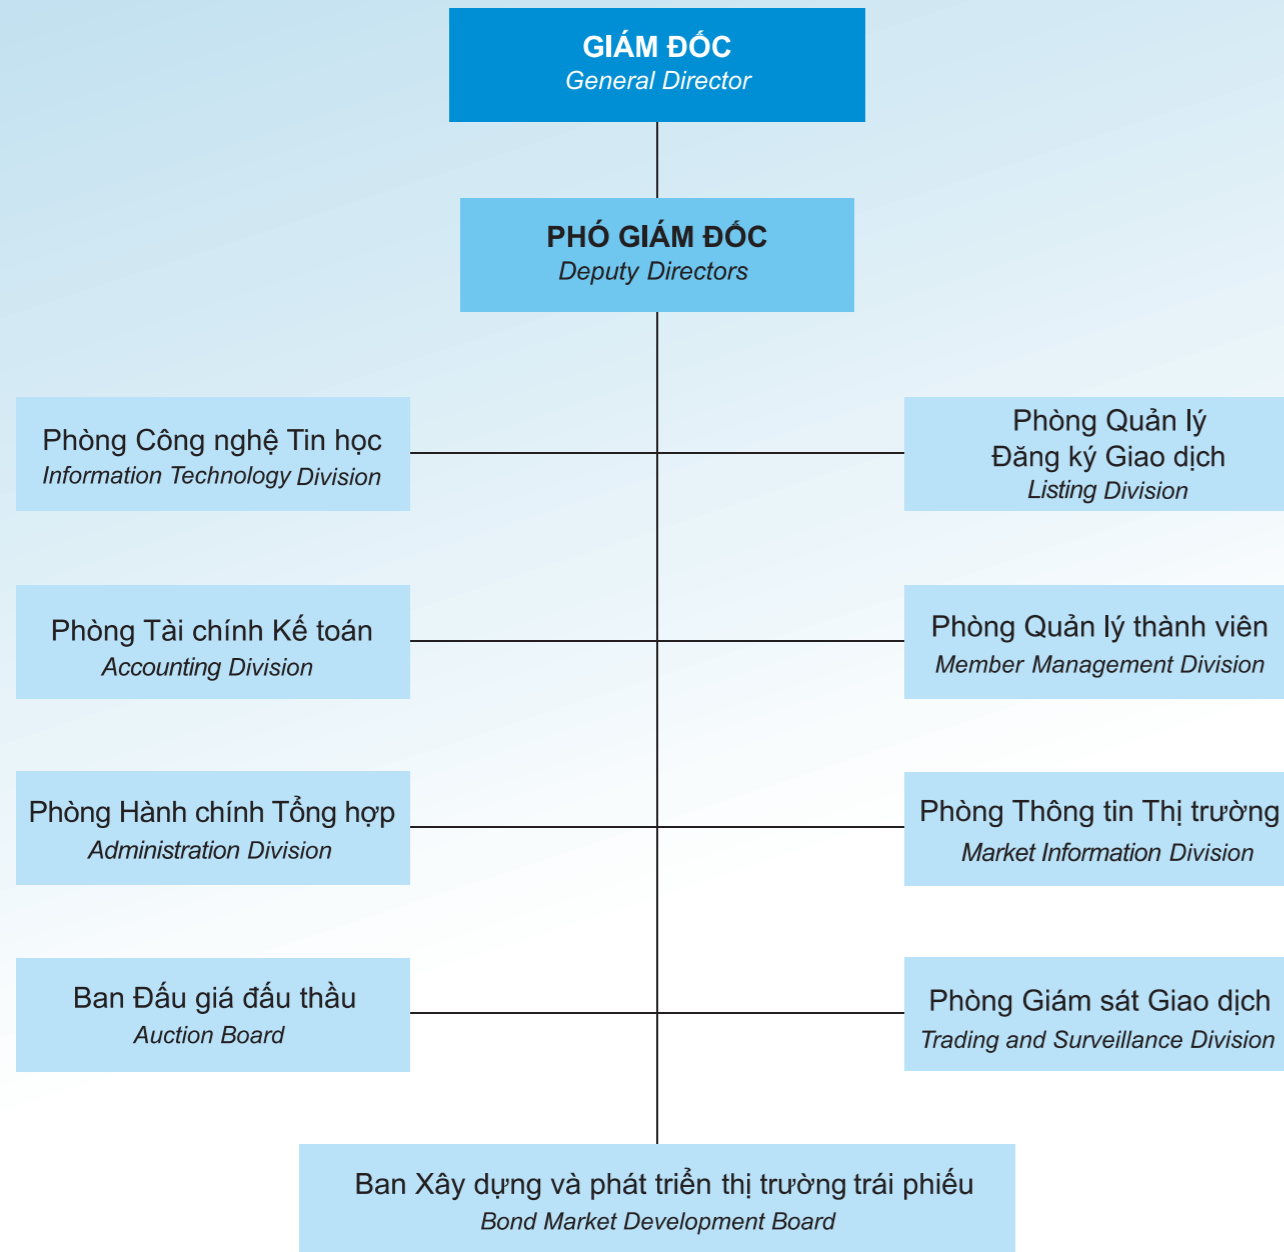 GIÁM ĐỐC
General Director
PHÓ GIÁM ĐỐC
Deputy Directors
Phòng Công nghệ Tin học
Information Technology Division
Phòng Quản lý
Đăng ký Giao dịch
Listing Division
Phòng Tài chính Kế toán
Accounting Division
Phòng Quản lý thành viên
Member Management Division
Phòng Hành chính Tổng hợp
Administration Division
Phòng Thông tin Thị trường
Market Information Division
Ban Đấu giá đấu thầu
Auction Board
Phòng Giám sát Giao dịch
Trading and Surveillance Division
Ban Xây dựng và phát triển thị trường trái phiếu
Bond Market Development Board